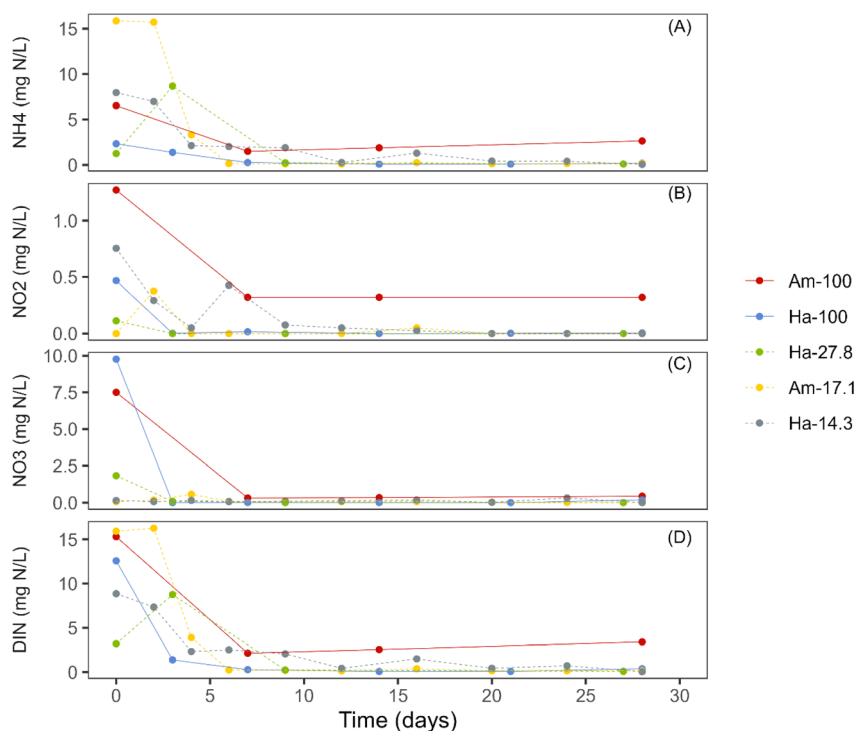 (A)
NH4 (mg N/L)
15
10
5
0
(B)
NO2 (mg N/L)
1.0
0.5
0.0
(C)
NO3 (mg N/L)
10.0
7.5
5.0
2.5
0.0
(D)
DIN (mg N/L)
15
10
5
0
0 5 10 15 20 25 30
Time (days)
Am-100
Ha-100
Ha-27.8
Am-17.1
Ha-14.3